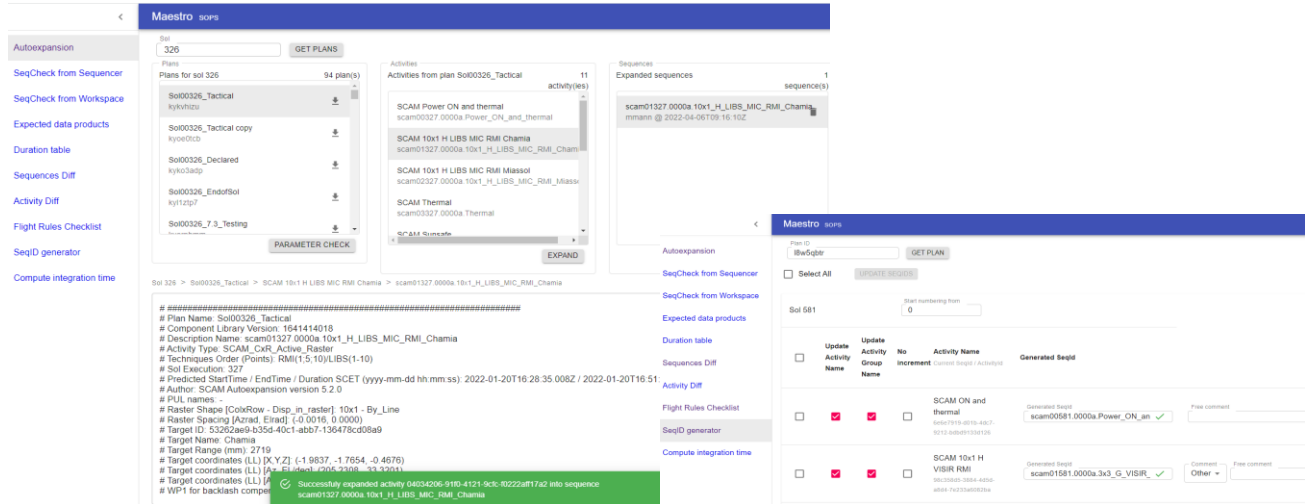 Maestro SOPS
Autoexpansion
SeqCheck from Sequencer
SeqCheck from Workspace
Expected data products
Duration table
Sequences Diff
Activity Diff
Flight Rules Checklist
SeqID generator
Compute integration time
Sol
326
GET PLANS
Plans
Plans for sol 326 94 plan(s)
Sol00326_Tactical
kykvhizu
Sol00326_Tactical copy
kyoe0tcb
Sol00326_Declared
kyko3adp
Sol00326_EndofSol
kyl1ztp7
Sol00326_7.3_Testing
PARAMETER CHECK
Activities
Activities from plan Sol00326_Tactical 11
activity(ies)
SCAM Power ON and thermal
scam00327.0000a.Power_ON_and_thermal
SCAM 10x1 H LIBS MIC RMI Chamia
scam01327.0000a.10x1_H_LIBS_MIC_RMI_Cham
SCAM 10x1 H LIBS MIC RMI Miassol
scam02327.0000a.10x1_H_LIBS_MIC_RMI_Miass
SCAM Thermal
scam03327.0000a.Thermal
SCAM Sunsafe
EXPAND
Sequences
Expanded sequences 1
sequence(s)
scam01327.0000a.10x1_H_LIBS_MIC_RMI_Chamia
mmann @ 2022-04-06T09:16:10Z
Sol 326 > Sol00326_Tactical > SCAM 10x1 H LIBS MIC RMI Chamia > scam01327.0000a.10x1_H_LIBS_MIC_RMI_Chamia
# Plan Name: Sol00326_Tactical
# Component Library Version: 1641414018
# Description Name: scam01327.0000a.10x1_H_LIBS_MIC_RMI_Chamia
# Activity Type: SCAM_CxR_Active_Raster
# Techniques Order (Points): RMI(1;5;10)/LIBS(1-10)
# Sol Execution: 327
# Predicted StartTime / EndTime / Duration SCET (yyyy-mm-dd hh:mm:ss): 2022-01-20T16:28:35.008Z / 2022-01-20T16:51:
# Author: SCAM Autoexpansion version 5.2.0
# PUL names: -
# Raster Shape [ColxRow - Disp_in_raster]: 10x1 - By_Line
# Raster Spacing [Azrad, Elrad]: (-0.0016, 0.0000)
# Target ID: 53262ae9-b35d-40c1-abb7-136478cd08a9
# Target Name: Chamia
# Target Range (mm): 2719
# Target coordinates (LL) [X,Y,Z]: (-1.9837, -1.7654, -0.4676)
# Target coordinates (LL) [Az, El/deg]: (205.2308, -33.3201)
# Target coordinates (LL) [A
# WP1 for backlash compe
Successfuly expanded activity 04034206-91f0-4121-9cfc-f0222aff17a2 into sequence
scam01327.0000a.10x1_H_LIBS_MIC_RMI_Chamia
Maestro SOPS
Autoexpansion
SeqCheck from Sequencer
SeqCheck from Workspace
Expected data products
Duration table
Sequences Diff
Activity Diff
Flight Rules Checklist
SeqID generator
Compute integration time
Plan ID
l8w5qbtr
GET PLAN
Select All
UPDATE SEQIDS
Sol 581
Start numbering from
0
Update Activity Name
Update Activity Group Name
No increment
Activity Name
Current SeqId / ActivityId
Generated SeqId
SCAM ON and thermal
Generated SeqId
scam00581.0000a.Power_ON_an
Free comment
SCAM 10x1 H VISIR RMI
Generated SeqId
scam01581.0000a.3x3_G_VISIR_
Comment
Other
Free comment